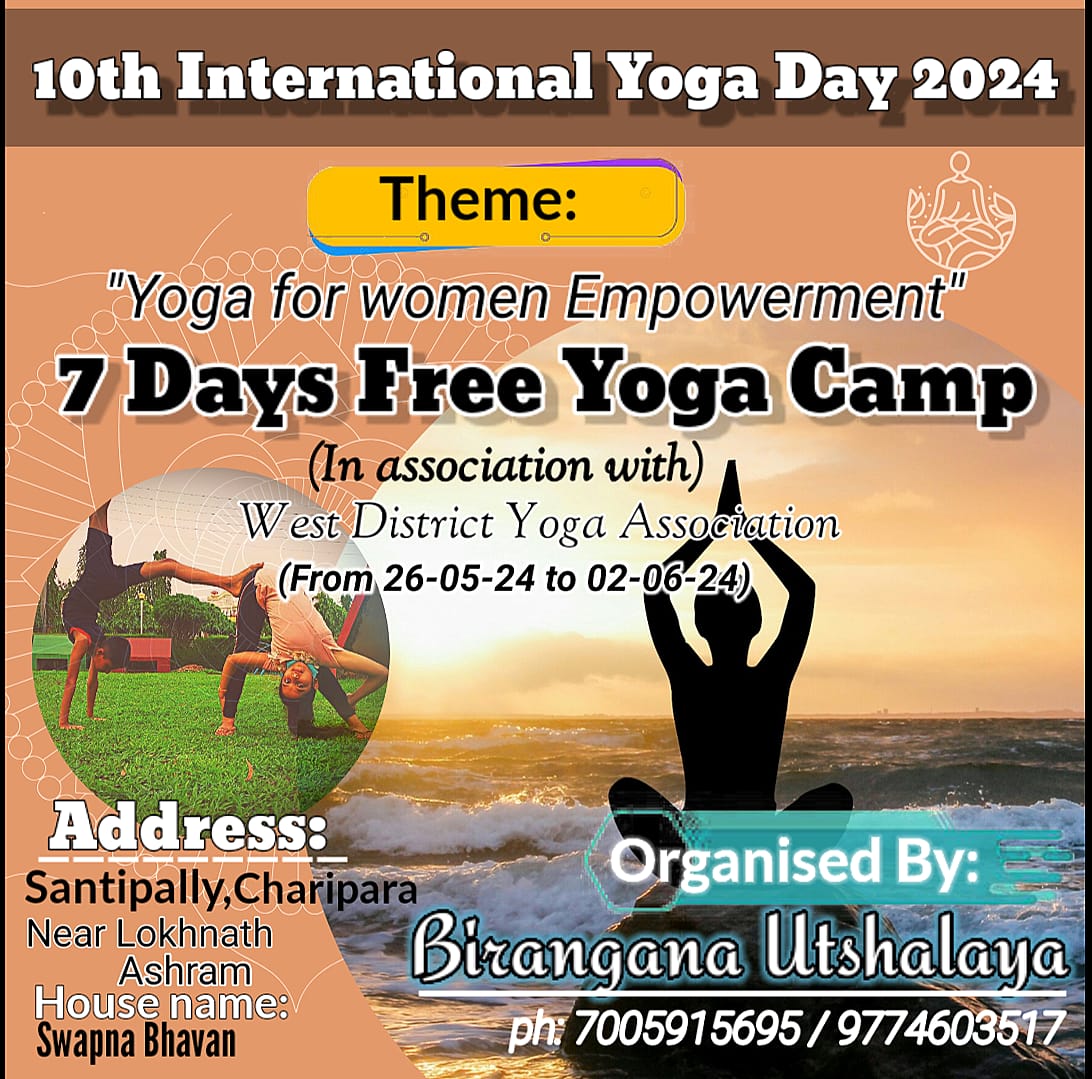 10th International Yoga Day 2024
Theme:
"Yoga for women Empowerment"
7 Days Free Yoga Camp
(In association with)
West District Yoga Association
(From 26-05-24 to 02-06-24)
Address:
Santipally,Charipara
Near Lokhnath
Ashram
House name:
Swapna Bhavan
Organised By:
Birangana Utshalaya
ph: 7005915695 / 9774603517